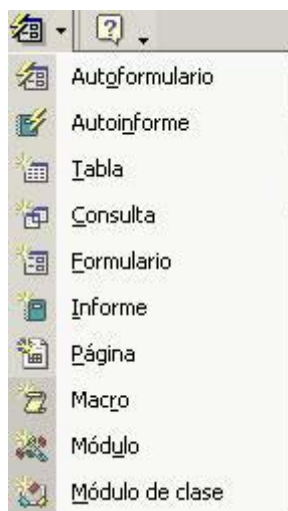 Autoformulario
Autoinforme
Tabla
Consulta
Formulario
Informe
Página
Macro
Módulo
Módulo de clase